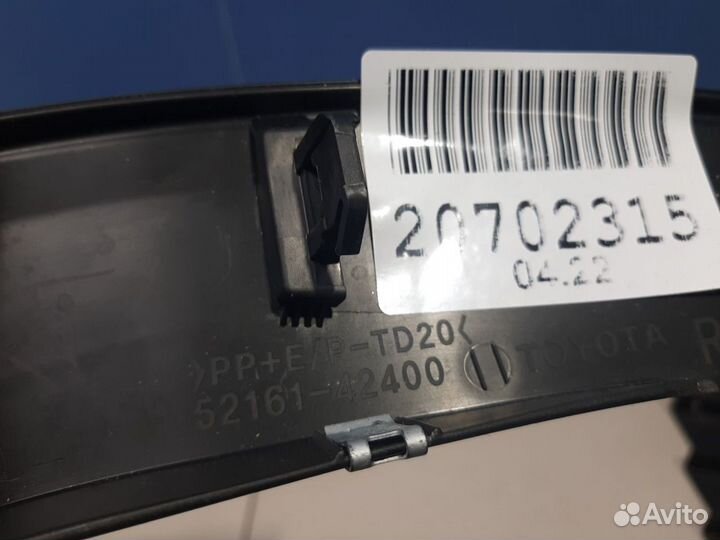 20702315
04.22
>PP+E/P-TD20<
52161-42400
TOYOTA
R
Avito